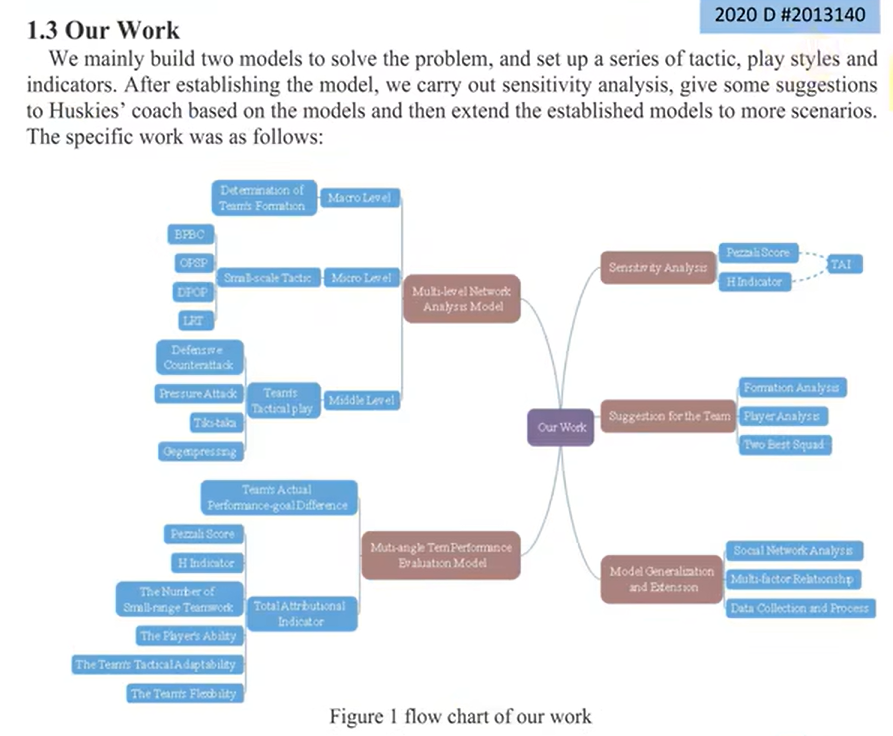 2020 D #2013140
1.3 Our Work
We mainly build two models to solve the problem, and set up a series of tactic, play styles and
indicators. After establishing the model, we carry out sensitivity analysis, give some suggestions
to Huskies’ coach based on the models and then extend the established models to more scenarios.
The specific work was as follows:
Determination of
Team's Formation
Macro Level
BPBC
OPSP
DPOP
LRT
Small-scale Tactic
Micro Level
Defensive
Counterattack
Pressure Attack
Tiki-taka
Gegenpressing
Team's
Tactical play
Middle Level
Multi-level Network
Analysis Model
Team's Actual
Performance-goal Difference
Pezzali Score
H Indicator
The Number of
Small-range Teamwork
The Player's Ability
The Team's Tactical Adaptability
The Team's Flexibility
Total Attributional
Indicator
Muti-angle Tem Performance
Evaluation Model
Our Work
Sensitivity Analysis
Pezzali Score
H Indicator
TAI
Suggestion for the Team
Formation Analysis
Player Analysis
Two Best Squad
Model Generalization
and Extension
Social Network Analysis
Multi-factor Relationship
Data Collection and Process
Figure 1 flow chart of our work